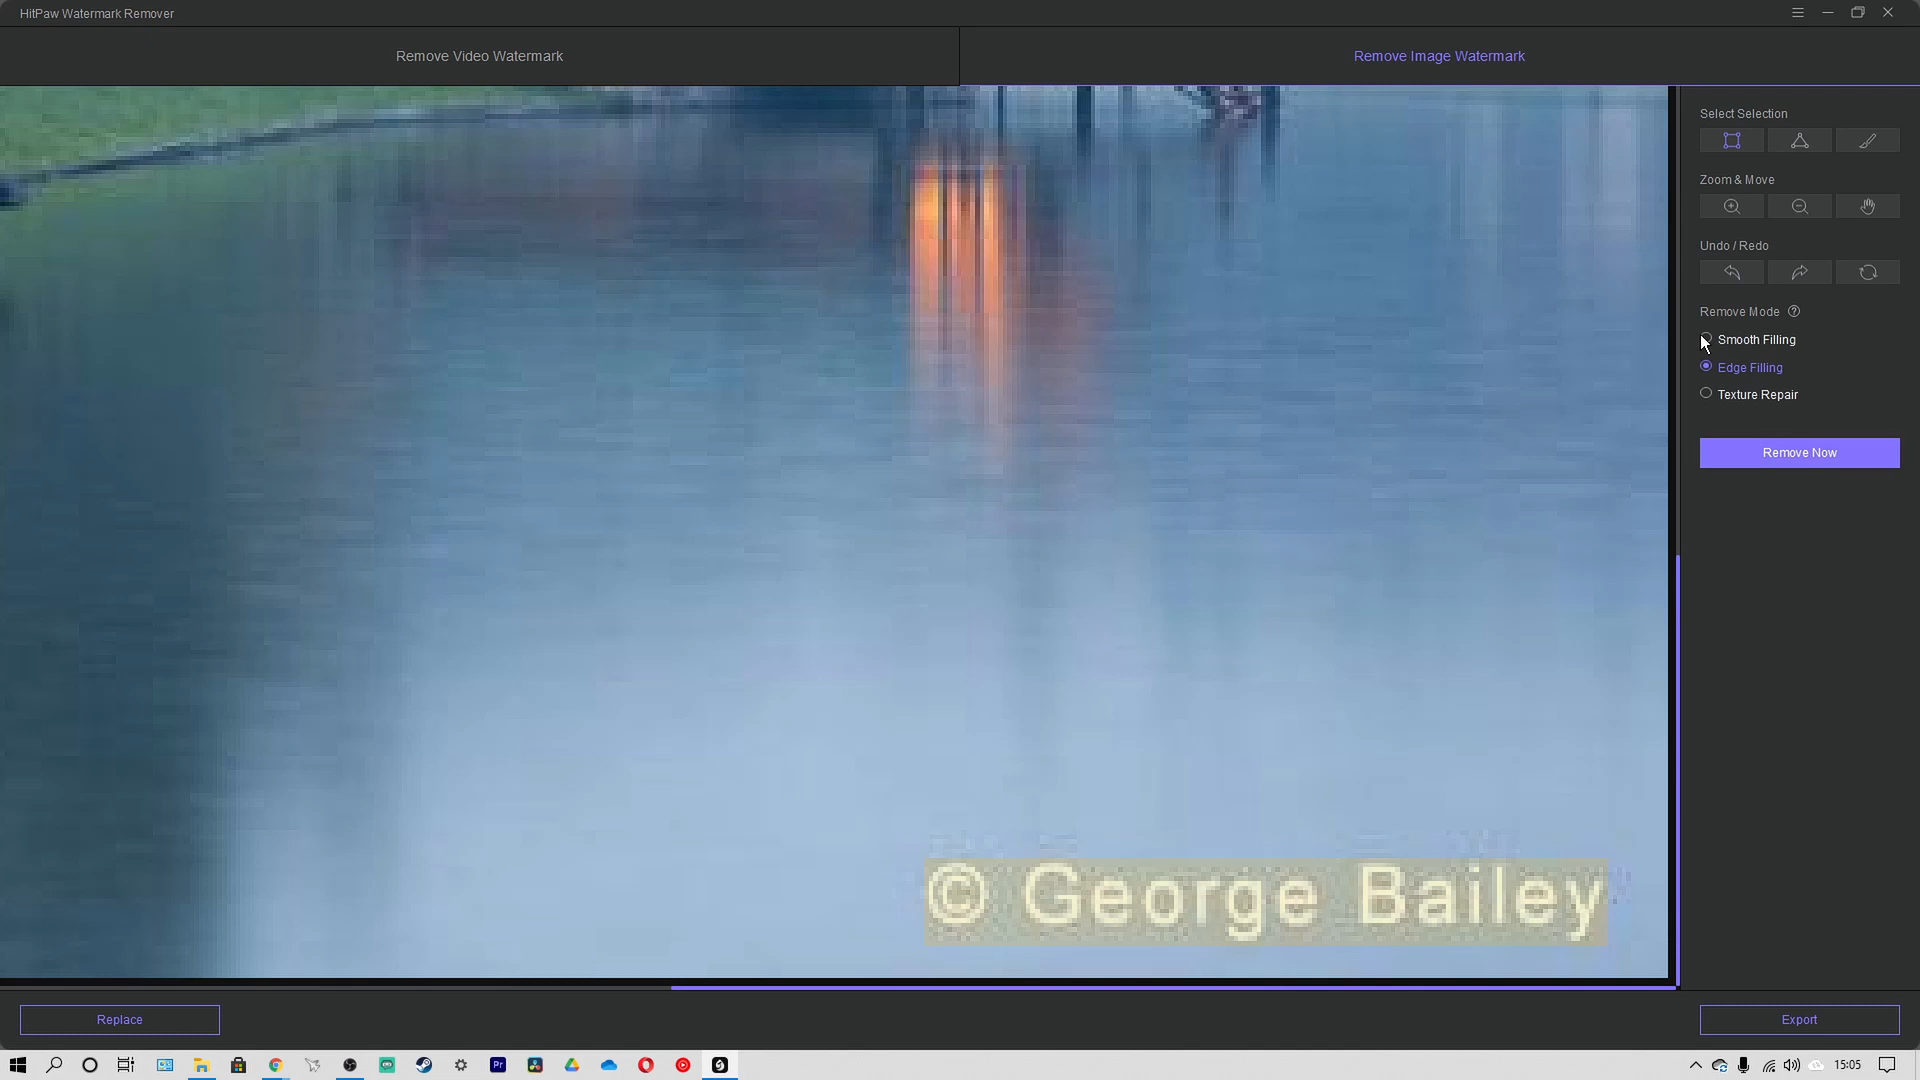 HitPaw Watermark Remover
Remove Video Watermark
Remove Image Watermark
Select Selection
Zoom & Move
Undo / Redo
Remove Mode ?
Smooth Filling
Edge Filling
Texture Repair
Remove Now
© George Bailey
Replace
Export
Pr
15:05